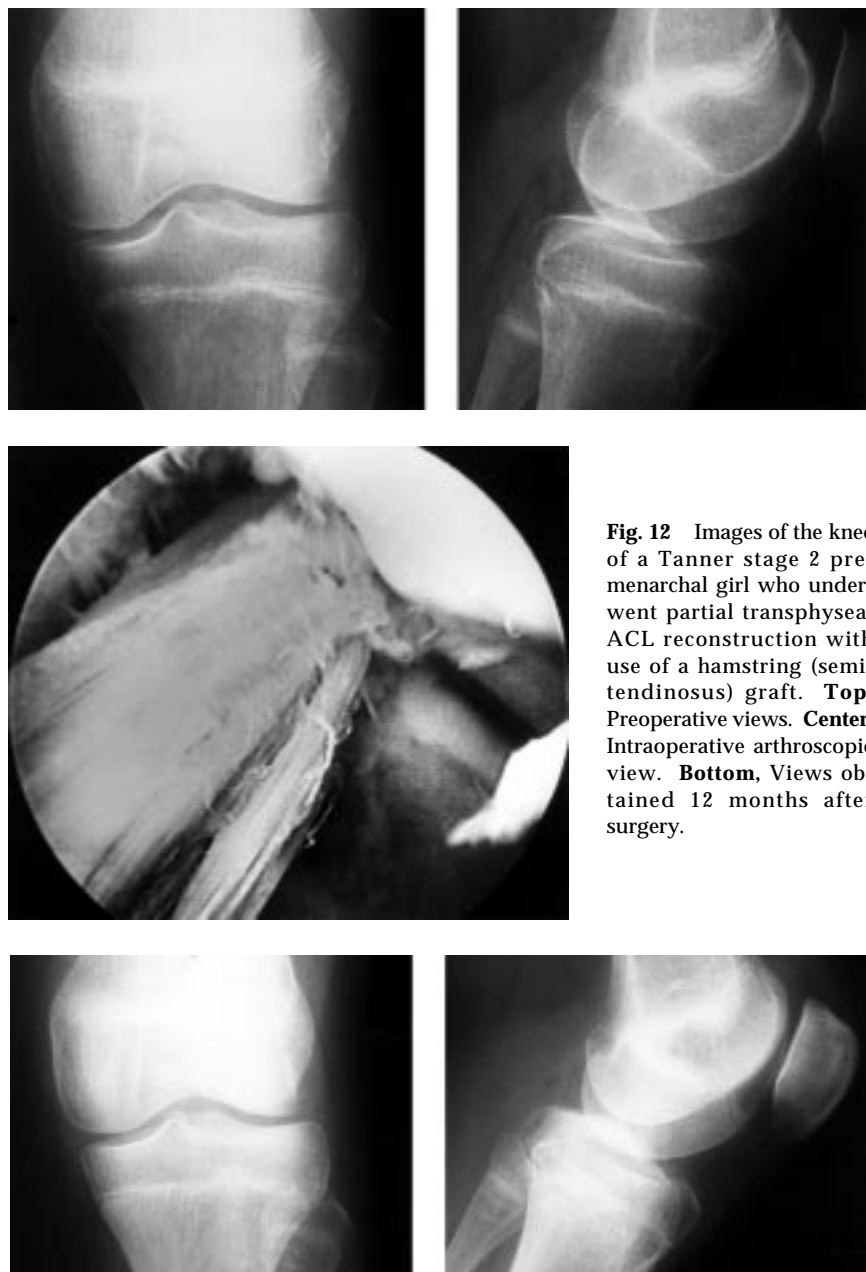 Fig. 12 Images of the knee
of a Tanner stage 2 pre
menarchal girl who under
went partial transphysea
ACL reconstruction with
use of a hamstring (semi
tendinosus) graft. Top
Preoperative views. Center
Intraoperative arthroscopic
view. Bottom, Views ob
tained 12 months after
surgery.